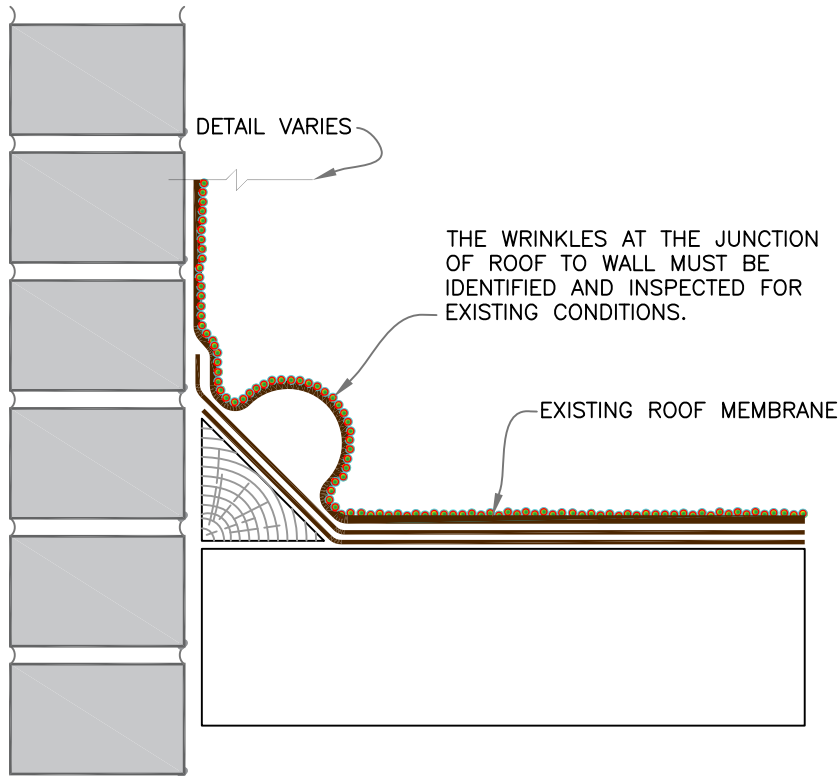 DETAIL VARIES
THE WRINKLES AT THE JUNCTION
OF ROOF TO WALL MUST BE
IDENTIFIED AND INSPECTED FOR
EXISTING CONDITIONS.
EXISTING ROOF MEMBRANE